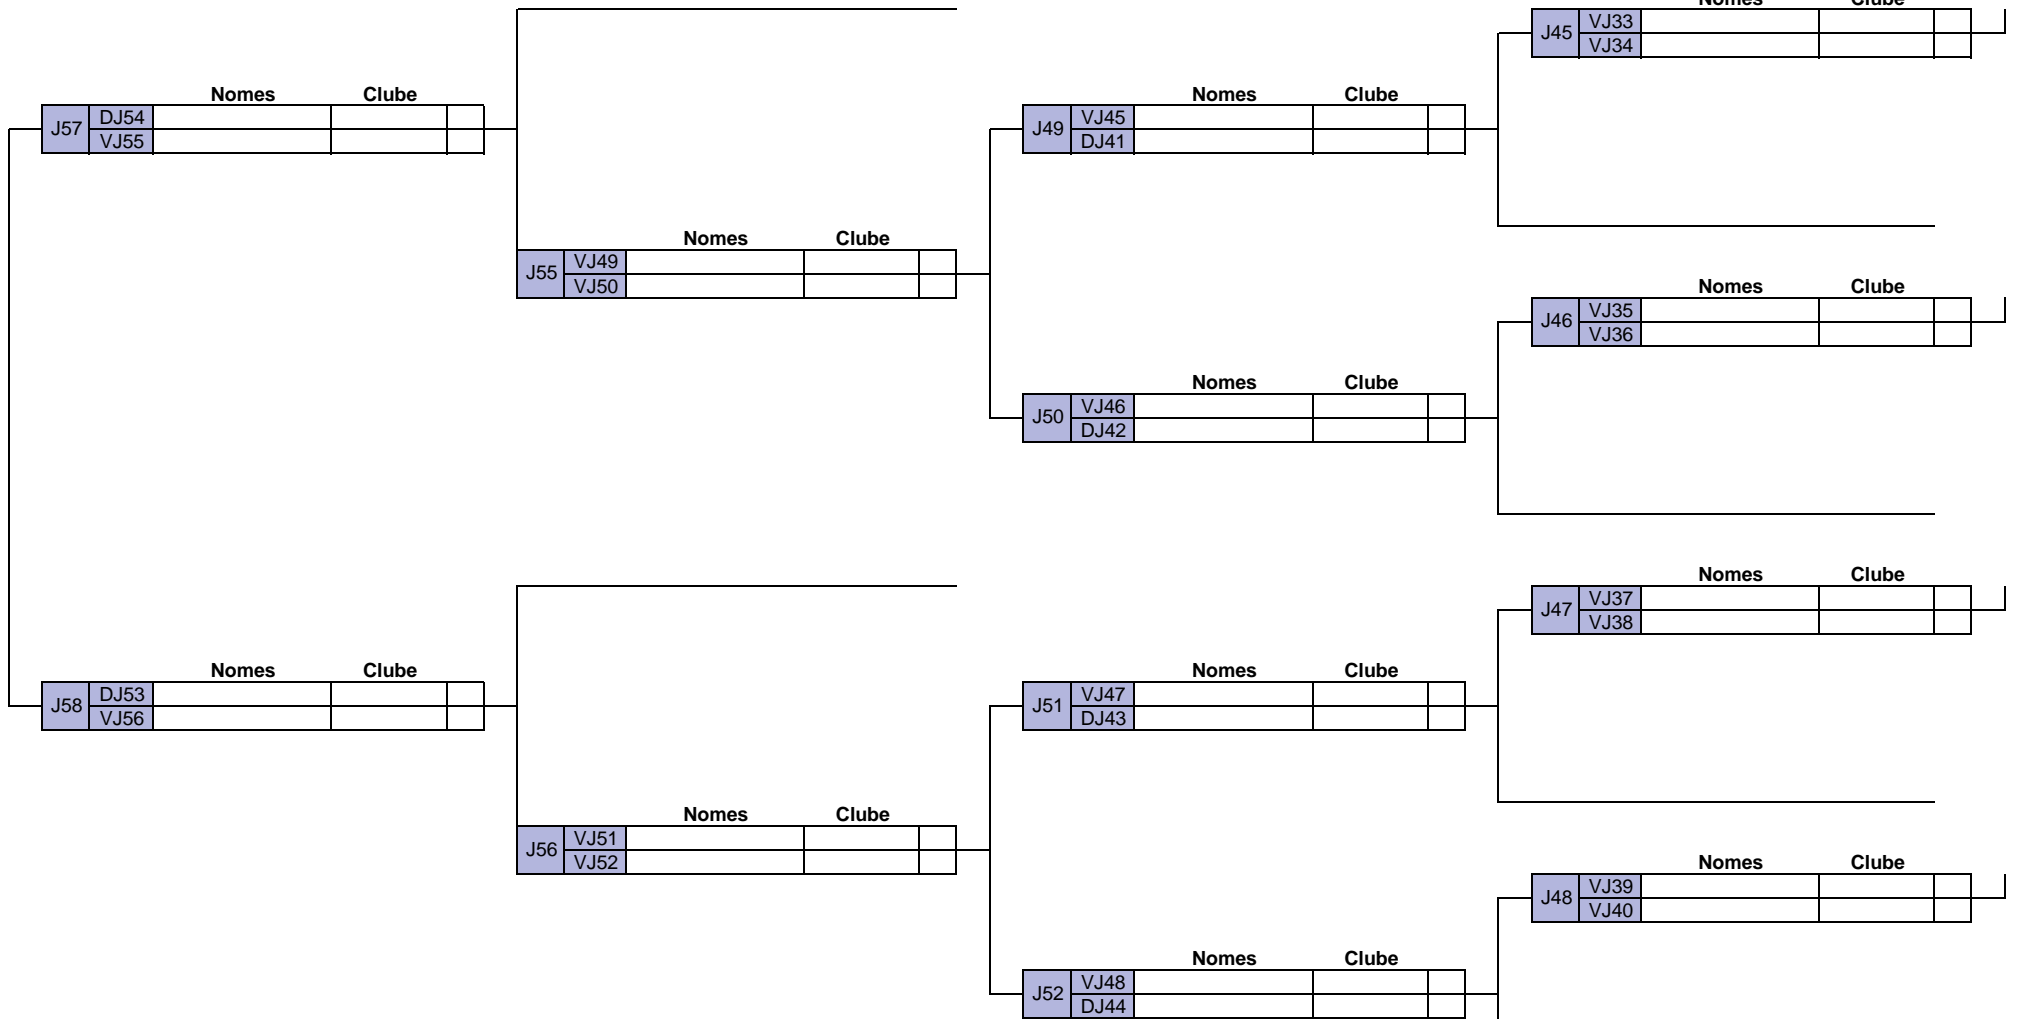 Nomes Clube
J45 VJ33
VJ34
Nomes Clube
J57 DJ54
VJ55
Nomes Clube
J49 VJ45
DJ41
Nomes Clube
J55 VJ49
VJ50
Nomes Clube
J46 VJ35
VJ36
Nomes Clube
J50 VJ46
DJ42
Nomes Clube
J47 VJ37
VJ38
Nomes Clube
J58 DJ53
VJ56
Nomes Clube
J51 VJ47
DJ43
Nomes Clube
J56 VJ51
VJ52
Nomes Clube
J48 VJ39
VJ40
Nomes Clube
J52 VJ48
DJ44